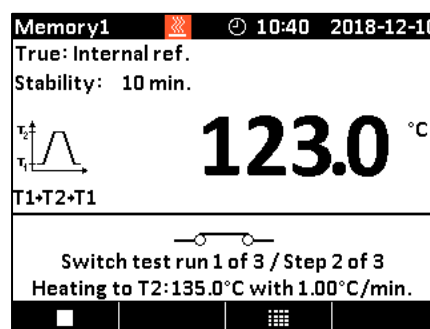 Memory1 10:40 2018-12-10
True: Internal ref.
Stability: 10 min.
123.0 °C
T₂
T₁
T1→T2→T1
Switch test run 1 of 3 / Step 2 of 3
Heating to T2:135.0°C with 1.00°C/min.